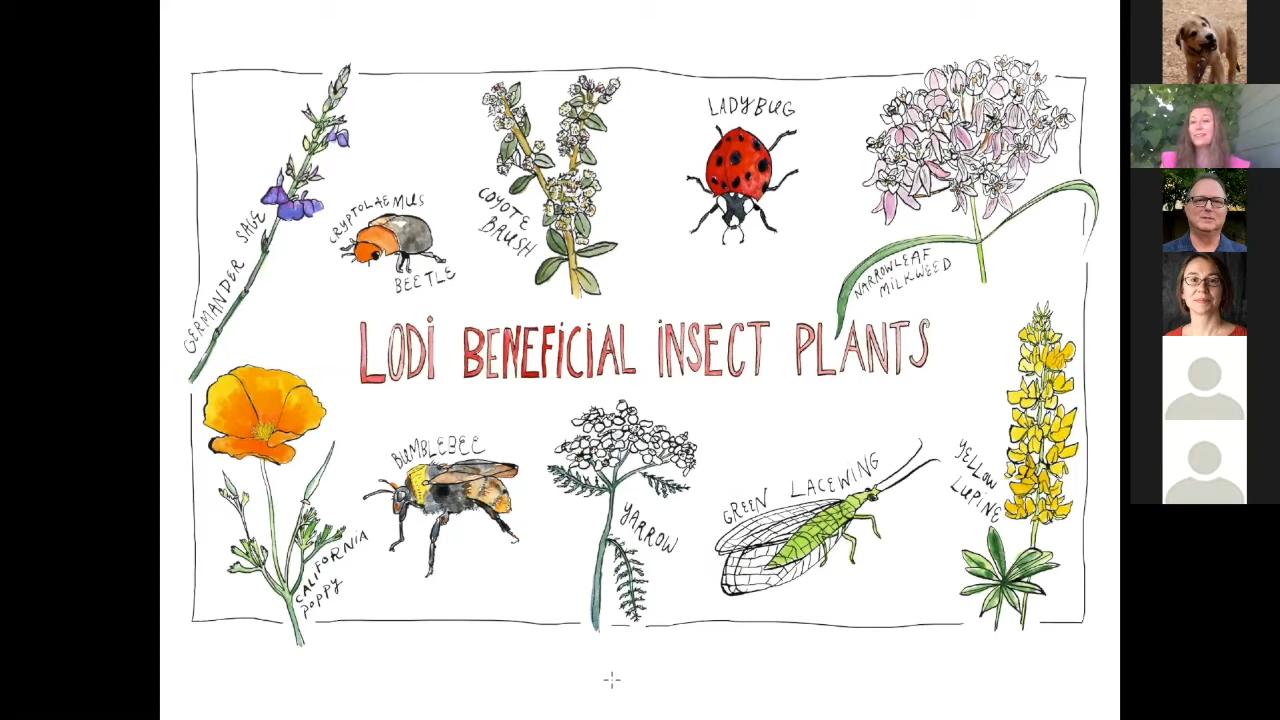 LADYBUG
CRYPTOLAEMUS
BEETLE
COYOTE
BRUSH
GERMANDER SAGE
NARROWLEAF
MILKWEED
LODI BENEFICIAL INSECT PLANTS
BUMBLEBEE
GREEN LACEWING
YELLOW
LUPINE
YARROW
CALIFORNIA
POPPY